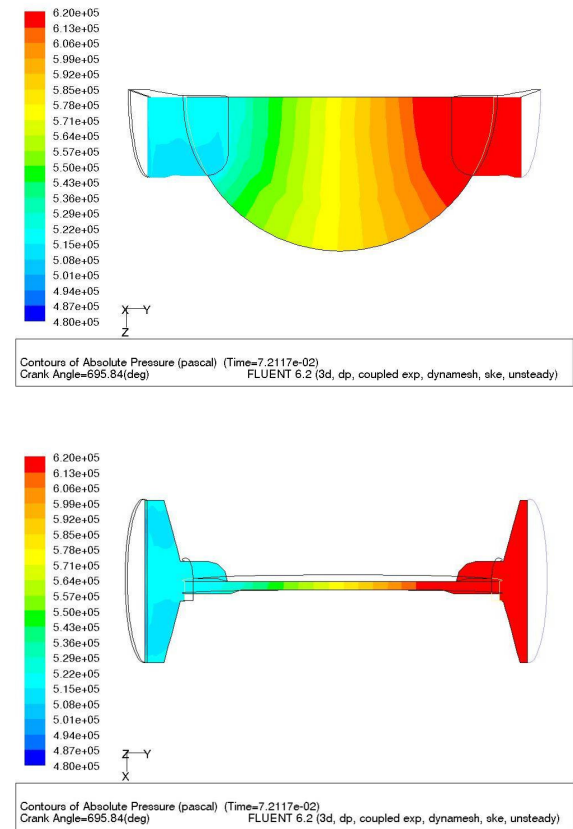 6.20e+05
6.13e+05
6.06e+05
5.99e+05
5.92e+05
5.85e+05
5.78e+05
5.71e+05
5.64e+05
5.57e+05
5.50e+05
5.43e+05
5.36e+05
5.29e+05
5.22e+05
5.15e+05
5.08e+05
5.01e+05
4.94e+05
4.87e+05
4.80e+05
X Y
Z
Contours of Absolute Pressure (pascal) (Time=7.2117e-02)
Crank Angle=695.84(deg) FLUENT 6.2 (3d, dp, coupled exp, dynamesh, ske, unsteady)
6.20e+05
6.13e+05
6.06e+05
5.99e+05
5.92e+05
5.85e+05
5.78e+05
5.71e+05
5.64e+05
5.57e+05
5.50e+05
5.43e+05
5.36e+05
5.29e+05
5.22e+05
5.15e+05
5.08e+05
5.01e+05
4.94e+05
4.87e+05
4.80e+05
Z Y
X
Contours of Absolute Pressure (pascal) (Time=7.2117e-02)
Crank Angle=695.84(deg) FLUENT 6.2 (3d, dp, coupled exp, dynamesh, ske, unsteady)